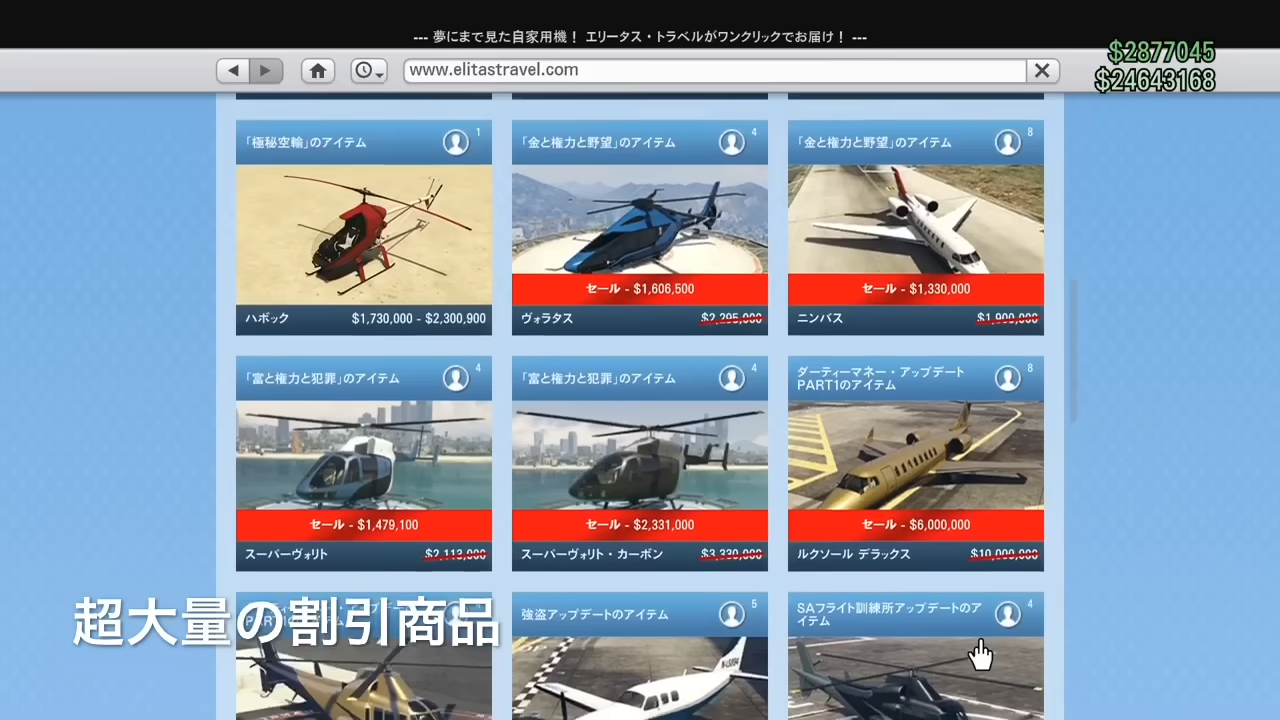 --- 夢にまで見た自家用機！ エリータス・トラベルがワンクリックでお届け！ ---
www.elitastravel.com
$2877045
$24643168
「極秘空輸」のアイテム
1
「金と権力と野望」のアイテム
4
「金と権力と野望」のアイテム
8
セール - $1,606,500
セール - $1,330,000
ハボック
$1,730,000 - $2,300,900
ヴォラタス
$2,295,000
ニンバス
$1,900,000
「富と権力と犯罪」のアイテム
4
「富と権力と犯罪」のアイテム
4
ダーティーマネー・アップデート
PART1のアイテム
8
セール - $1,479,100
セール - $2,331,000
セール - $6,000,000
スーパーヴォリト
$2,113,000
スーパーヴォリト・カーボン
$3,330,000
ルクソール デラックス
$10,000,000
超大量の割引商品
強盗アップデートのアイテム
5
SAフライト訓練所アップデートのア
イテム
4